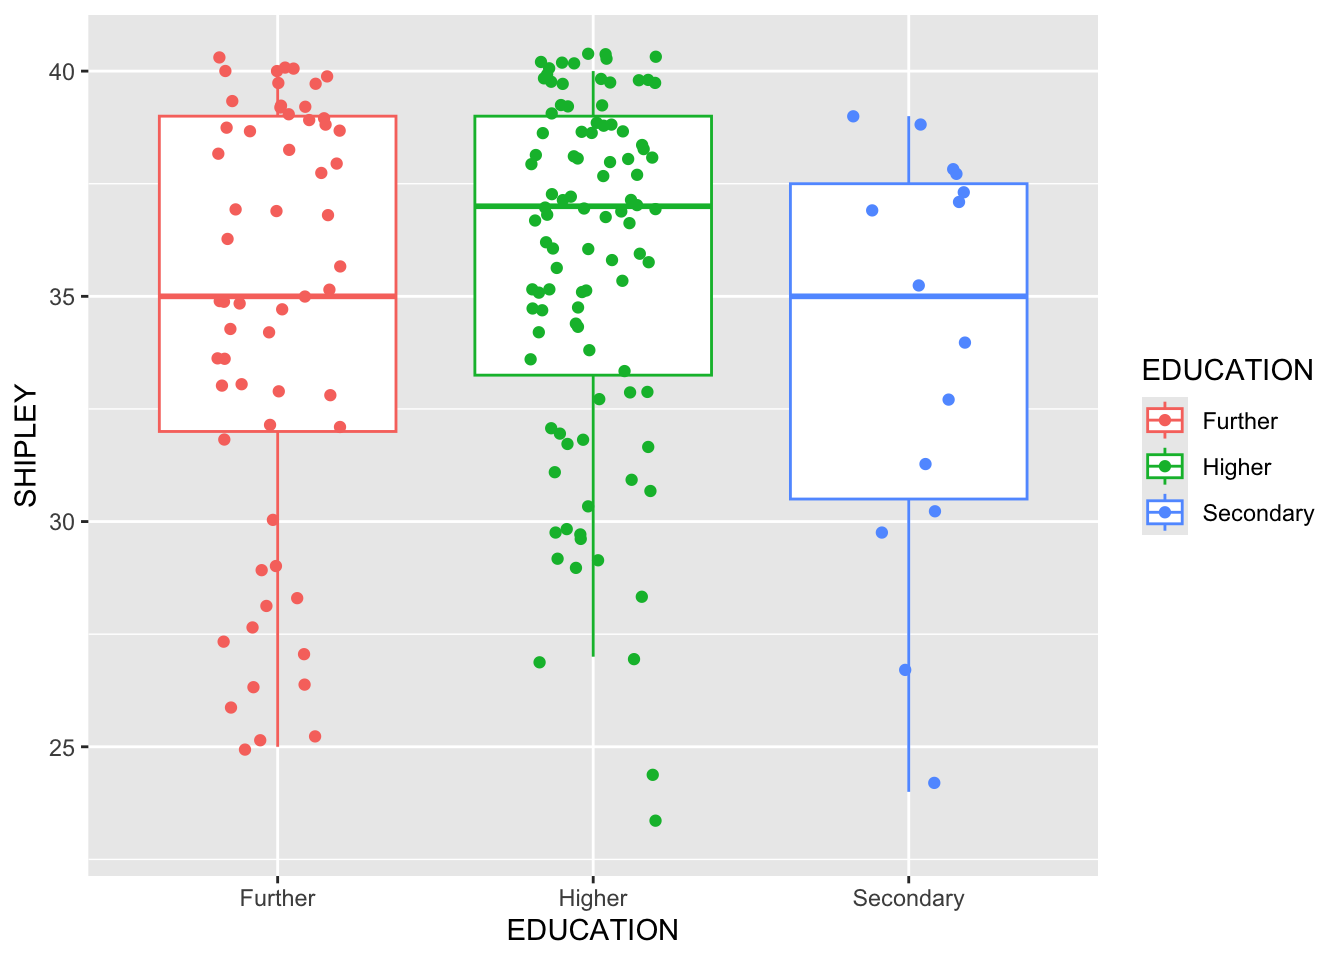 40
35
30
25
SHIPLEY
Further
Higher
Secondary
EDUCATION
EDUCATION
Further
Higher
Secondary